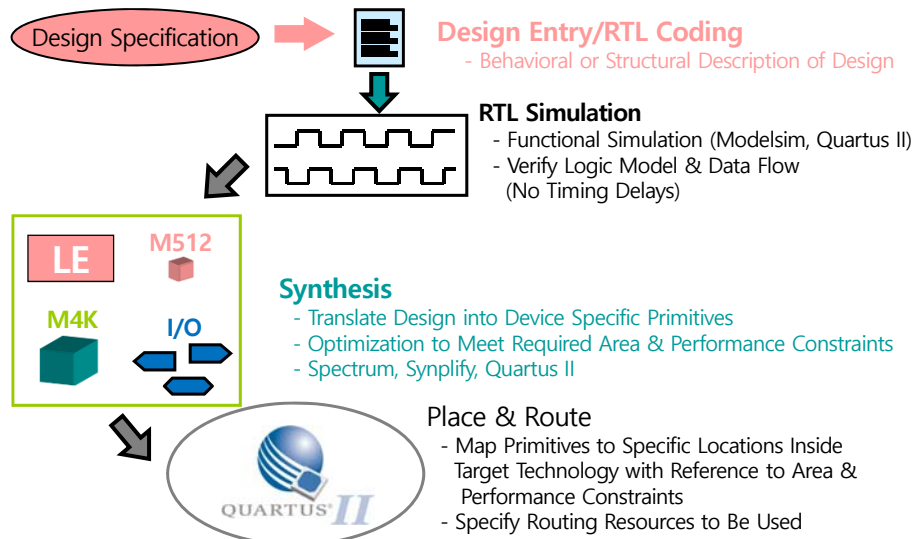 Design Specification
Design Entry/RTL Coding
- Behavioral or Structural Description of Design
RTL Simulation
- Functional Simulation (Modelsim, Quartus II)
- Verify Logic Model & Data Flow
(No Timing Delays)
LE
M512
M4K
I/O
Synthesis
- Translate Design into Device Specific Primitives
- Optimization to Meet Required Area & Performance Constraints
- Spectrum, Synplify, Quartus II
Place & Route
- Map Primitives to Specific Locations Inside
Target Technology with Reference to Area &
Performance Constraints
- Specify Routing Resources to Be Used
QUARTUS® II